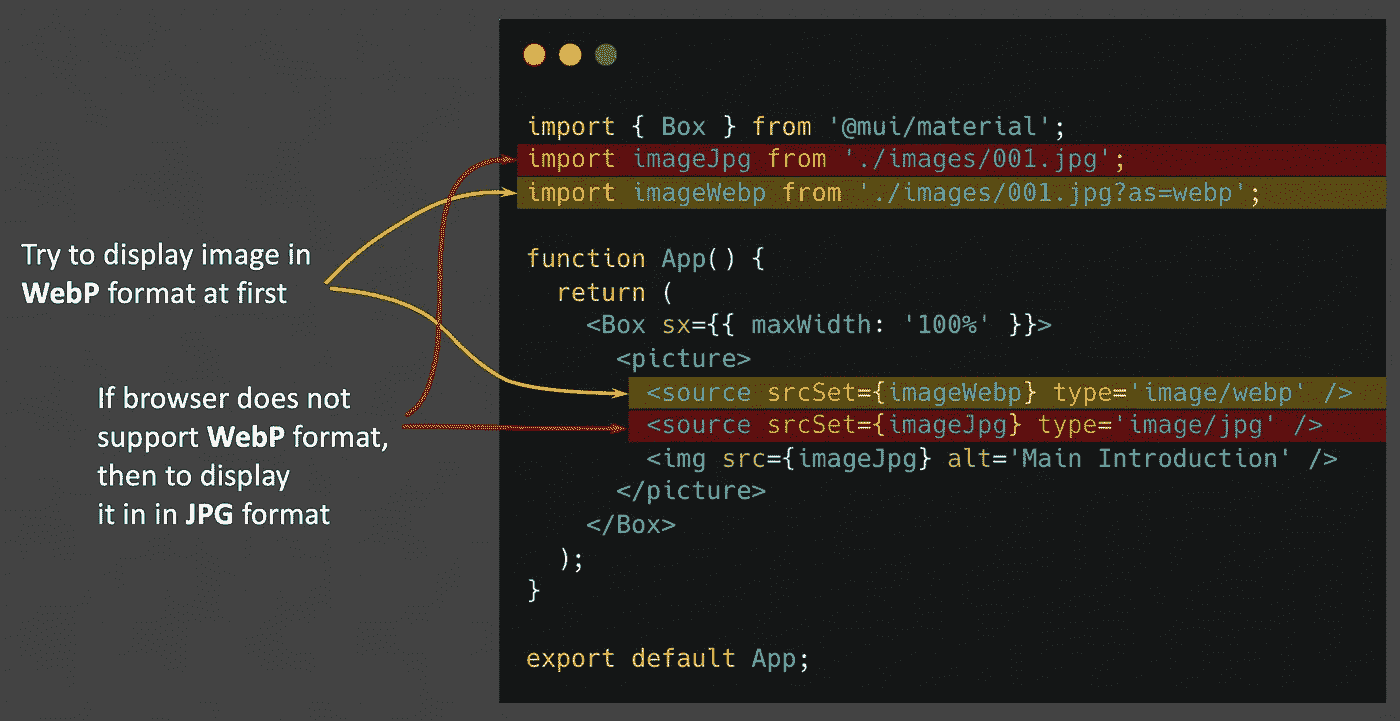 import { Box } from '@mui/material';
import imageJpg from './images/001.jpg';
import imageWebp from './images/001.jpg?as=webp';
Try to display image in
WebP format at first
If browser does not
support WebP format,
then to display
it in in JPG format
function App() {
return (
<Box sx={{ maxWidth: '100%' }}>
<picture>
<source srcSet={imageWebp} type='image/webp' />
<source srcSet={imageJpg} type='image/jpg' />
<img src={imageJpg} alt='Main Introduction' />
</picture>
</Box>
);
}
export default App;